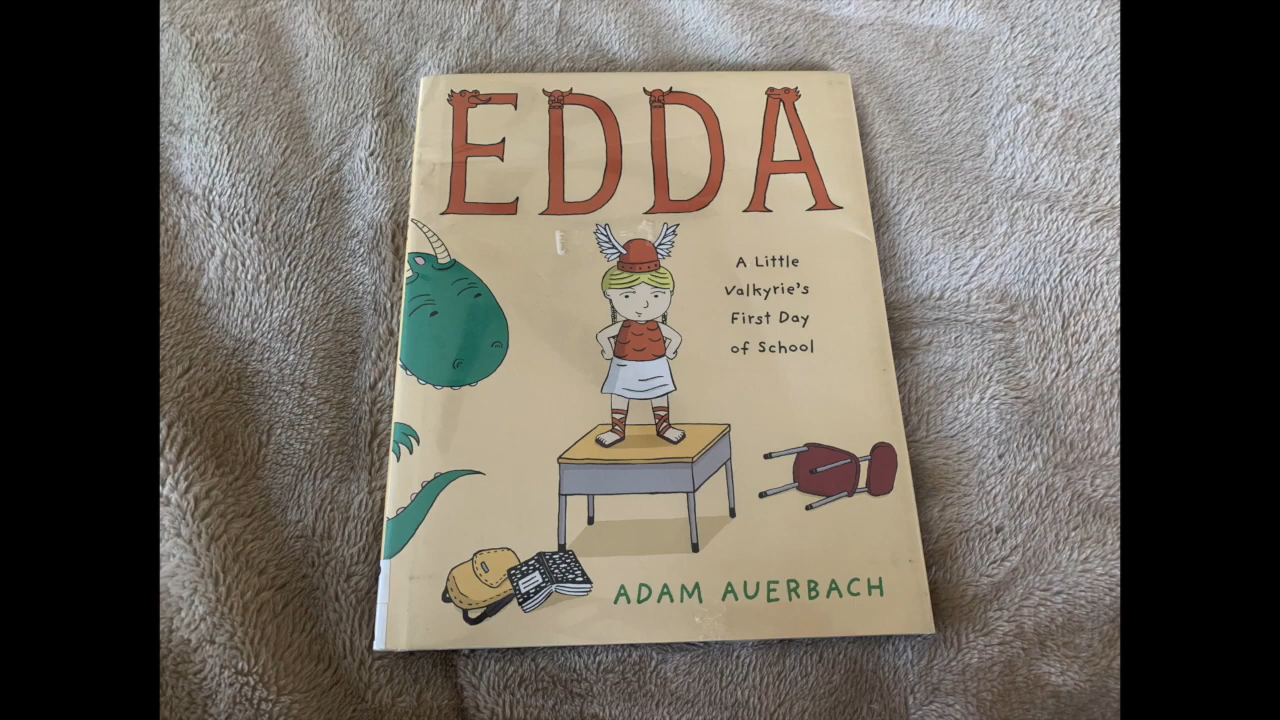 EDDA
A Little
Valkyrie's
First Day
of School
ADAM AUERBACH